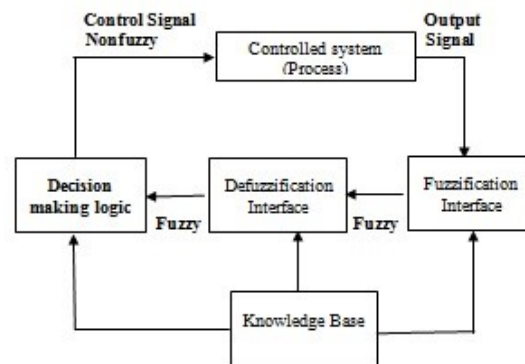 Control Signal
Nonfuzzy
Output
Signal
Controlled system
(Process)
Decision
making logic
Defuzzification
Interface
Fuzzification
Interface
Fuzzy
Fuzzy
Knowledge Base